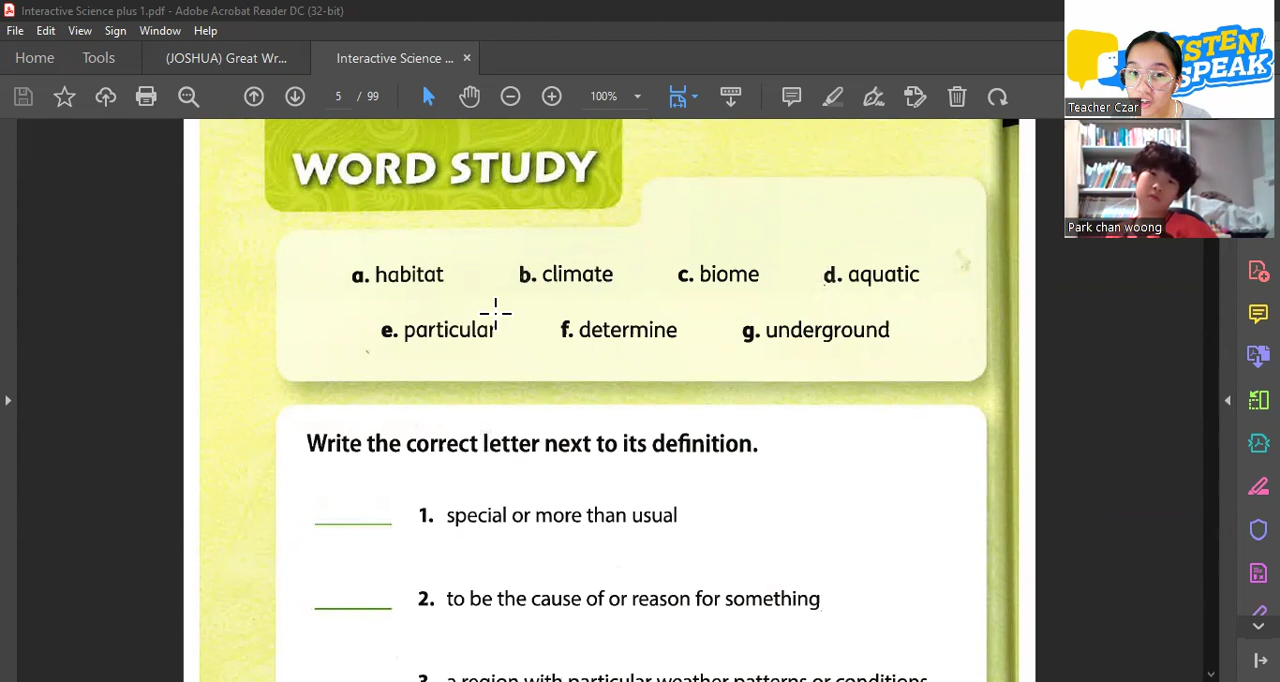 Interactive Science plus 1.pdf - Adobe Acrobat Reader DC (32-bit)
File Edit View Sign Window Help
Home Tools (JOSHUA) Great Wr... Interactive Science ... ×
5 / 99 100%
LISTEN
SPEAK
Teacher Czar
Park chan woong
WORD STUDY
a. habitat b. climate c. biome d. aquatic
e. particular f. determine g. underground
Write the correct letter next to its definition.
1. special or more than usual
2. to be the cause of or reason for something
3. a region with particular weather patterns or conditions